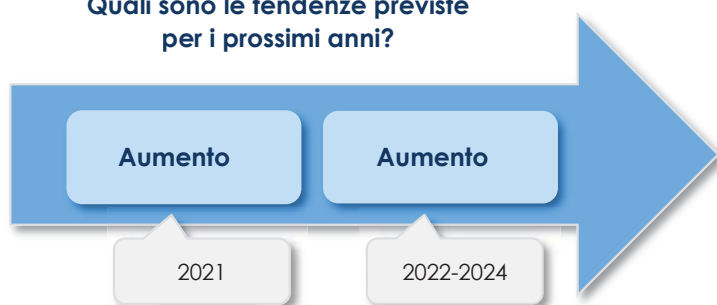 Quali sono le tendenze previste
per i prossimi anni?
Aumento
Aumento
2021
2022-2024